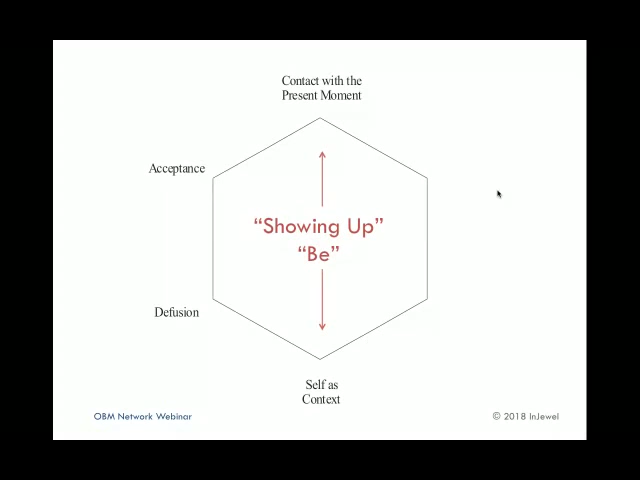 Contact with the
Present Moment
Acceptance
“Showing Up”
“Be”
Defusion
Self as
Context
OBM Network Webinar
© 2018 InJewel